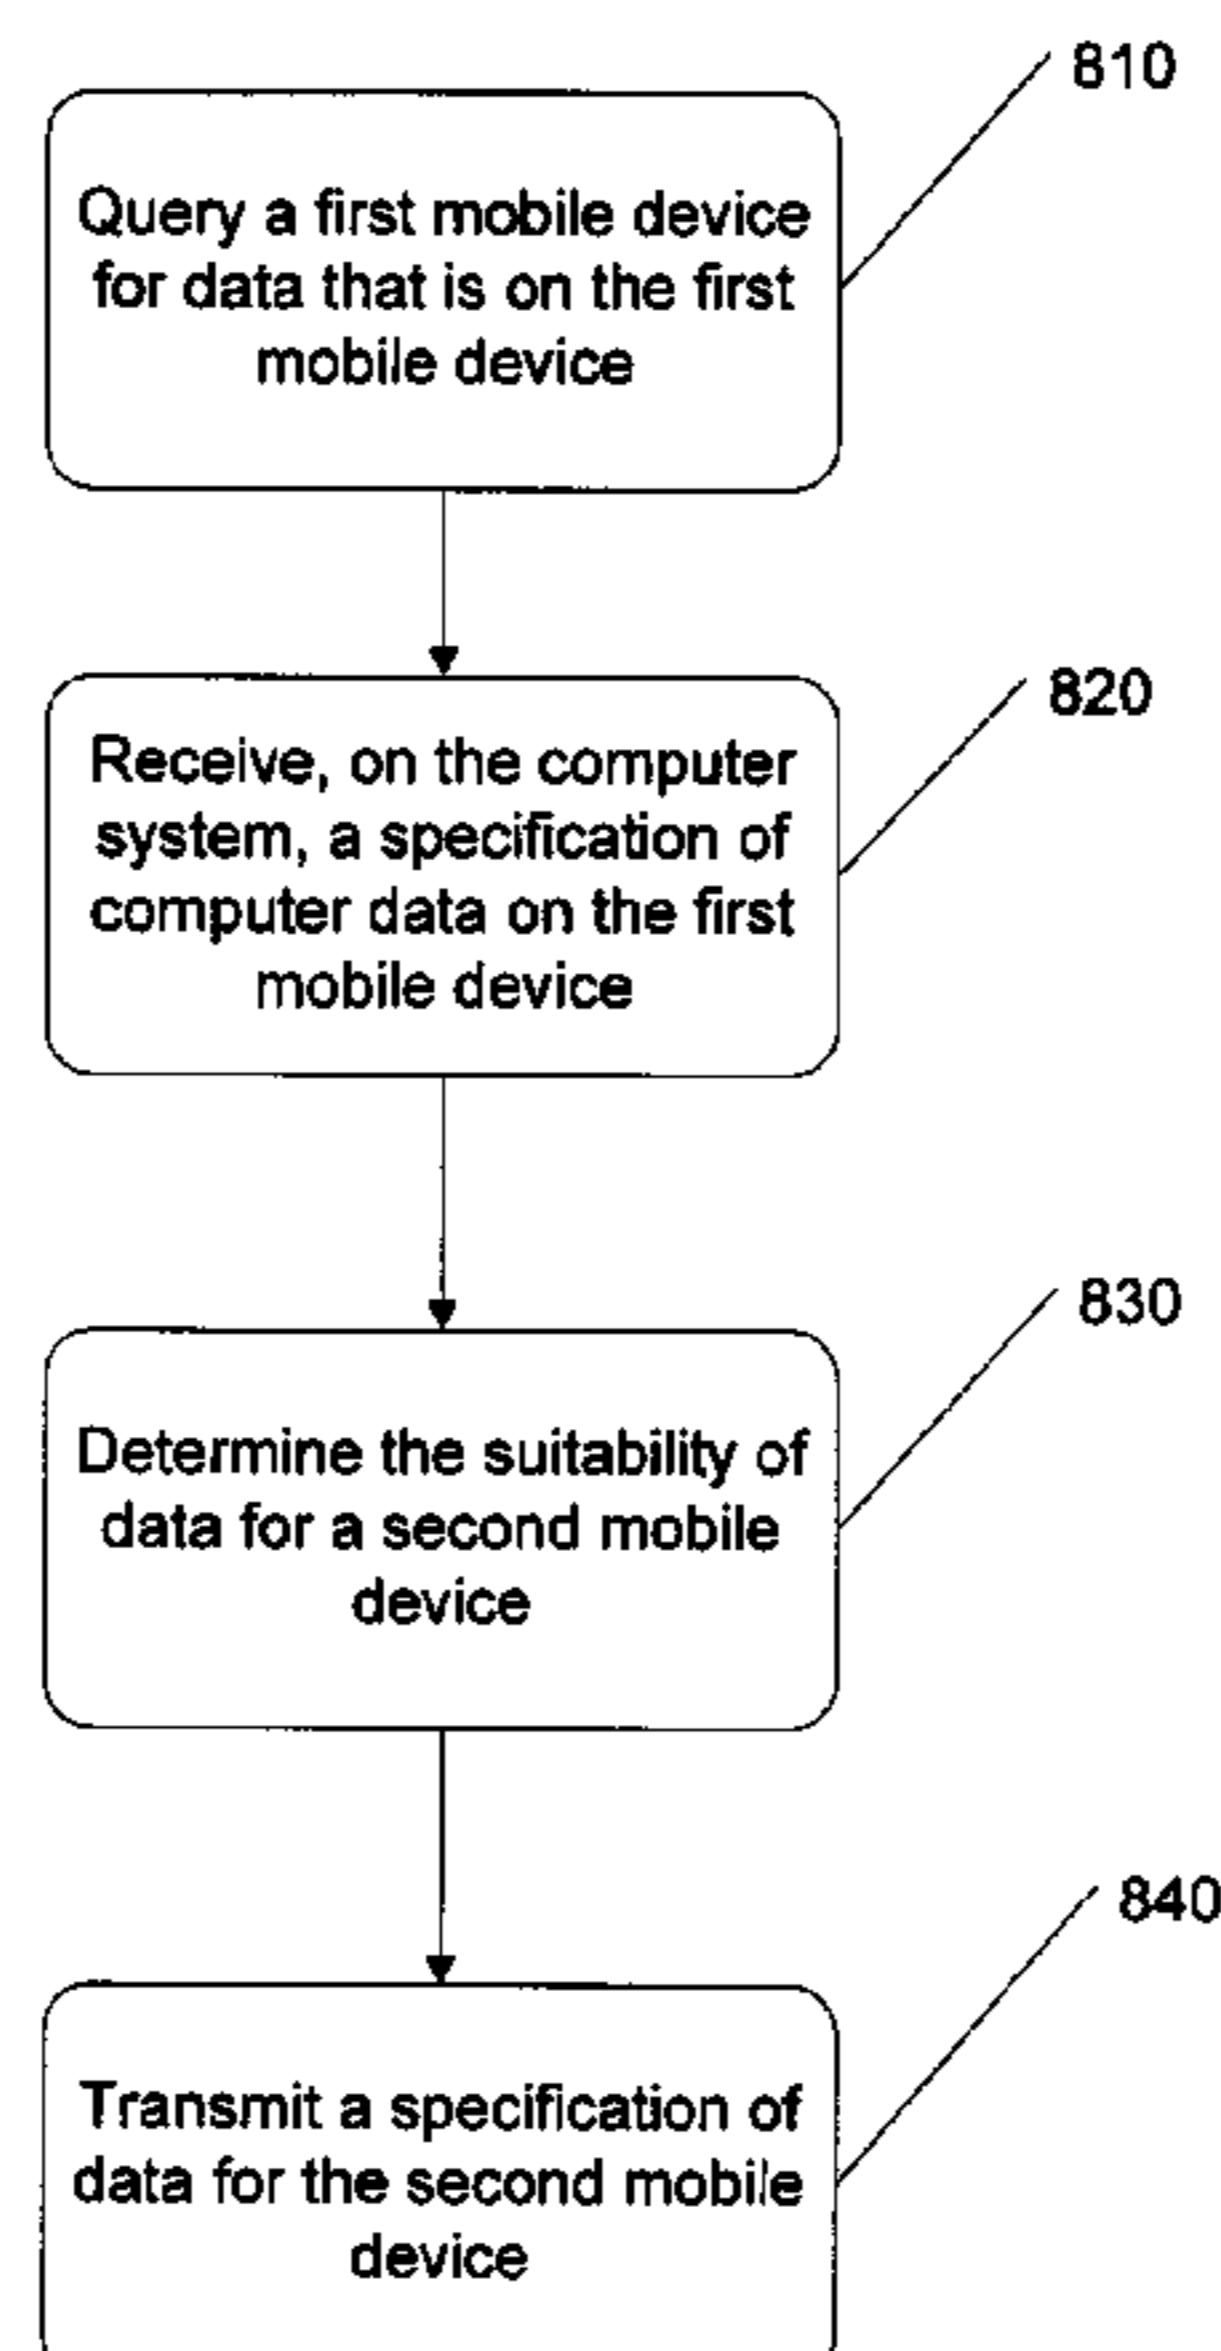 810
Query a first mobile device
for data that is on the first
mobile device
820
Receive, on the computer
system, a specification of
computer data on the first
mobile device
830
Determine the suitability of
data for a second mobile
device
840
Transmit a specification of
data for the second mobile
device